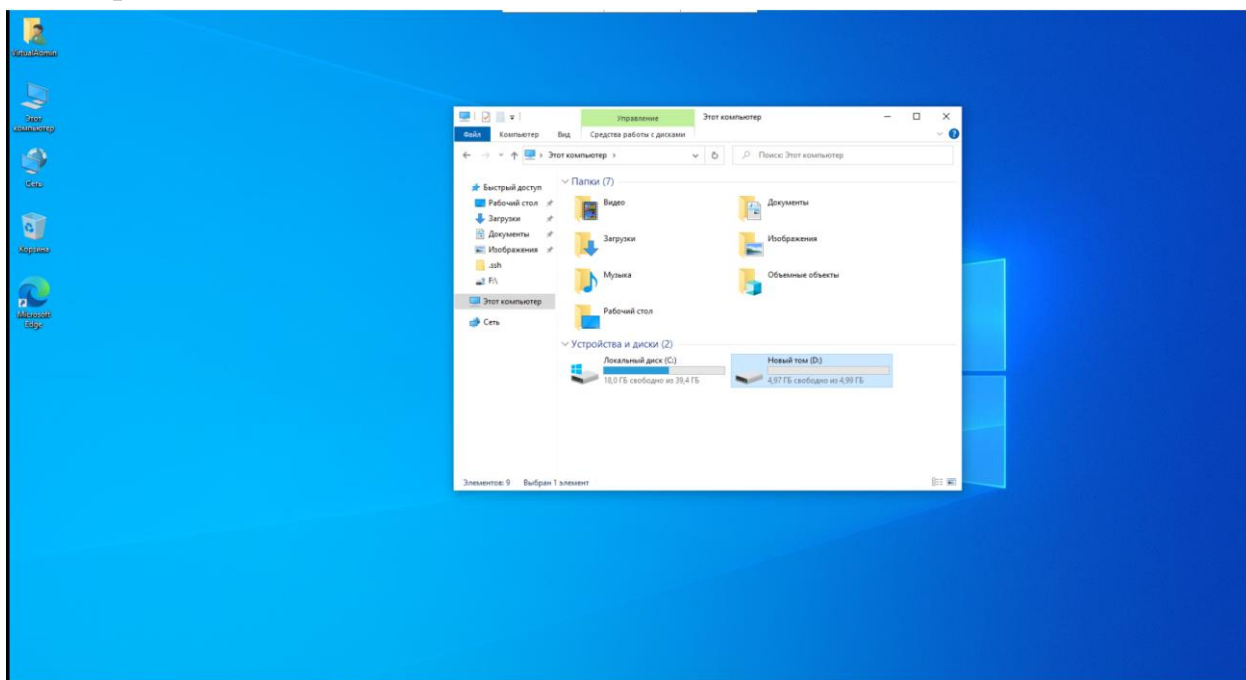 VirtualAdmin
Этот
компьютер
Сеть
Корзина
Microsoft
Edge
Управление
Этот компьютер
Файл
Компьютер
Вид
Средства работы с дисками
Этот компьютер
Поиск: Этот компьютер
Быстрый доступ
Рабочий стол
Загрузки
Документы
Изображения
.ssh
F:\
Этот компьютер
Сеть
Папки (7)
Видео
Документы
Загрузки
Изображения
Музыка
Объемные объекты
Рабочий стол
Устройства и диски (2)
Локальный диск (C:)
18,0 ГБ свободно из 39,4 ГБ
Новый том (D:)
4,97 ГБ свободно из 4,99 ГБ
Элементов: 9
Выбран 1 элемент